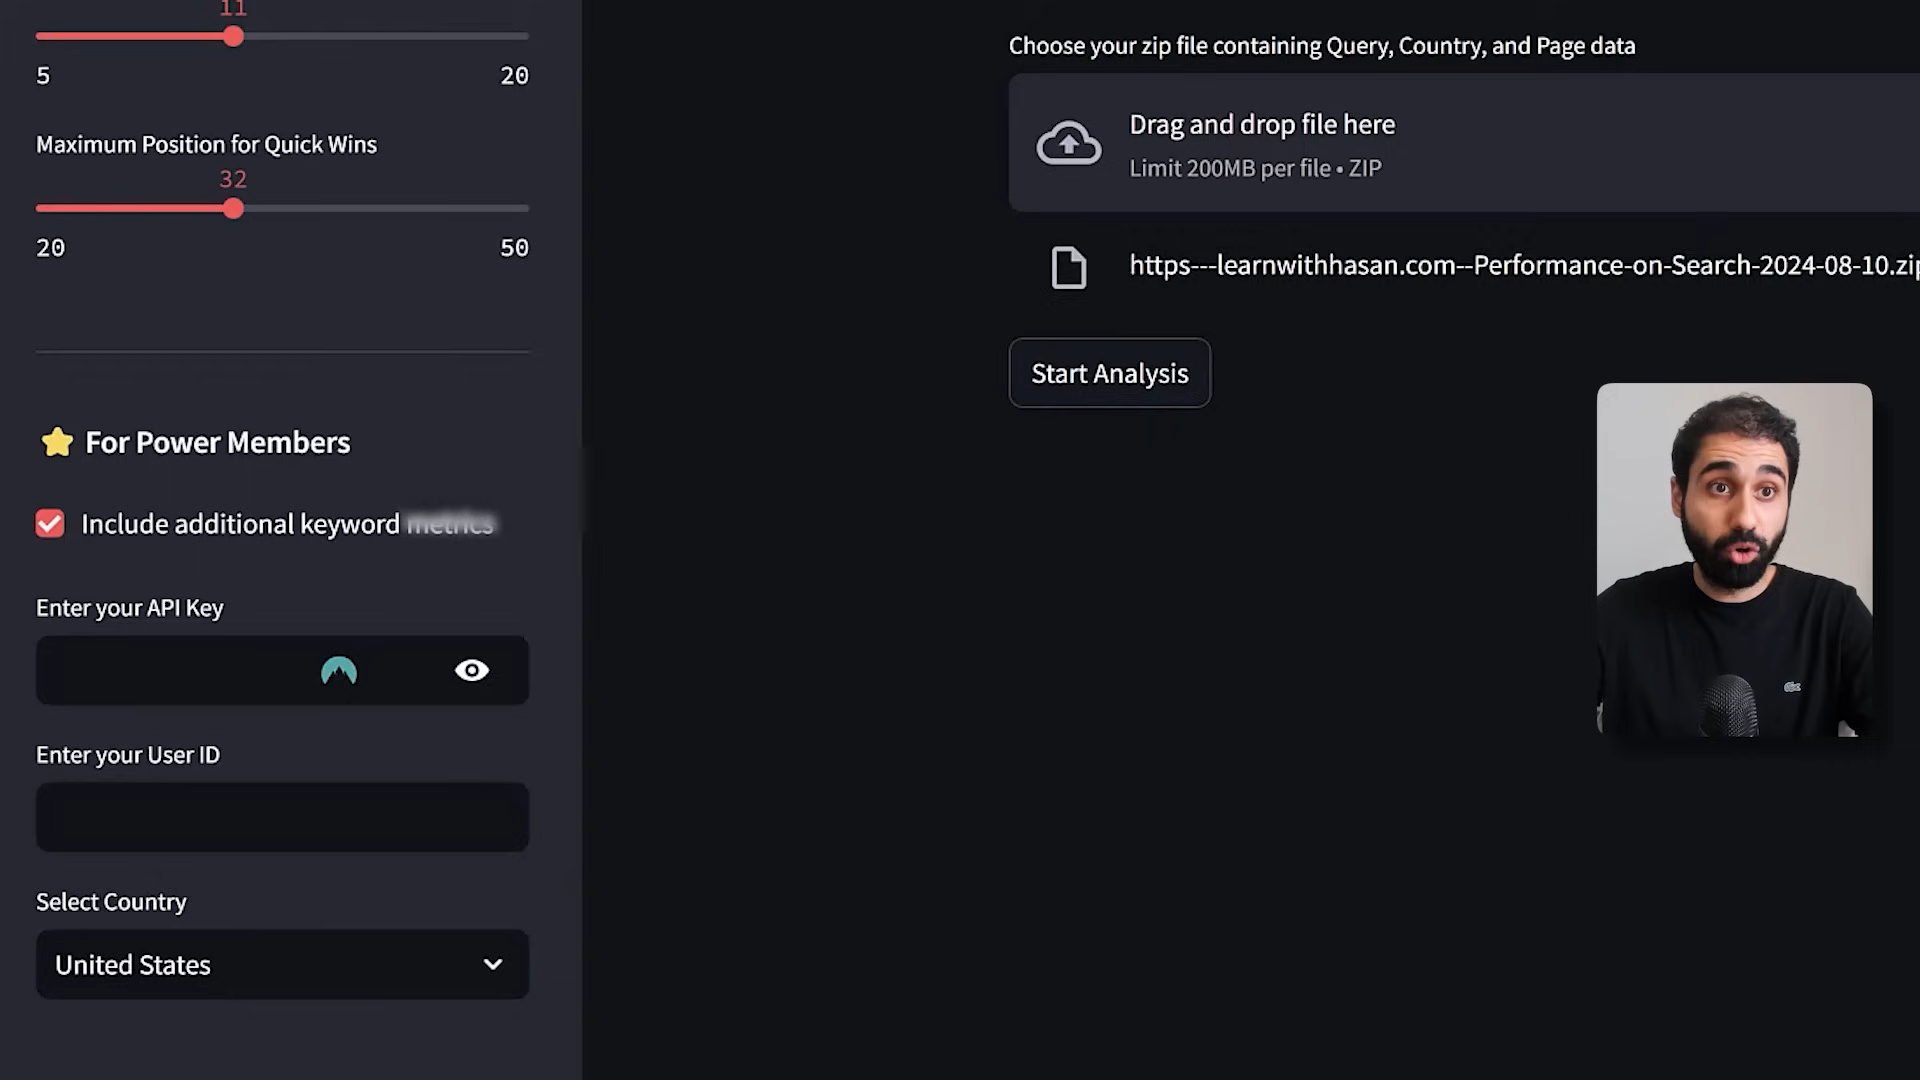 11
5
20
Maximum Position for Quick Wins
32
20
50
For Power Members
Include additional keyword metrics
Enter your API Key
Enter your User ID
Select Country
United States
Choose your zip file containing Query, Country, and Page data
Drag and drop file here
Limit 200MB per file • ZIP
https---learnwithhasan.com--Performance-on-Search-2024-08-10.zip
Start Analysis